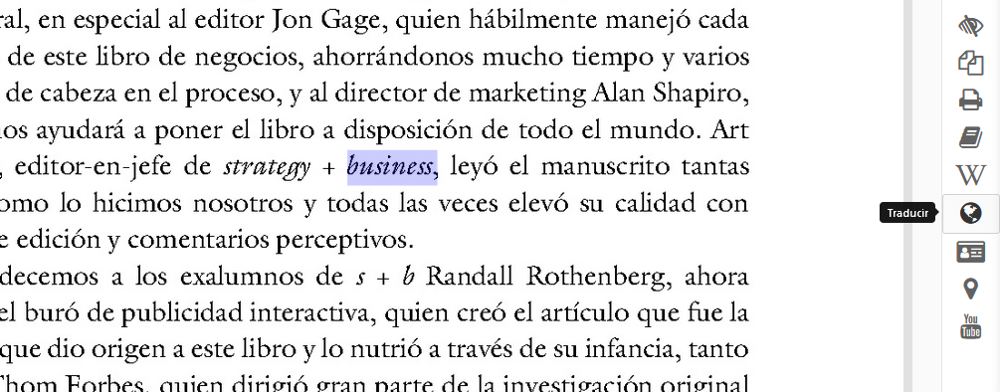 ral, en especial al editor Jon Gage, quien hábilmente manejó cada
de este libro de negocios, ahorrándonos mucho tiempo y varios
de cabeza en el proceso, y al director de marketing Alan Shapiro,
nos ayudará a poner el libro a disposición de todo el mundo. Art
, editor-en-jefe de strategy + business, leyó el manuscrito tantas
omo lo hicimos nosotros y todas las veces elevó su calidad con
e edición y comentarios perceptivos.
decemos a los exalumnos de s + b Randall Rothenberg, ahora
el buró de publicidad interactiva, quien creó el artículo que fue la
que dio origen a este libro y lo nutrió a través de su infancia, tanto
Thom Forbes, quien dirigió gran parte de la investigación original
W
Traducir
You
Tube